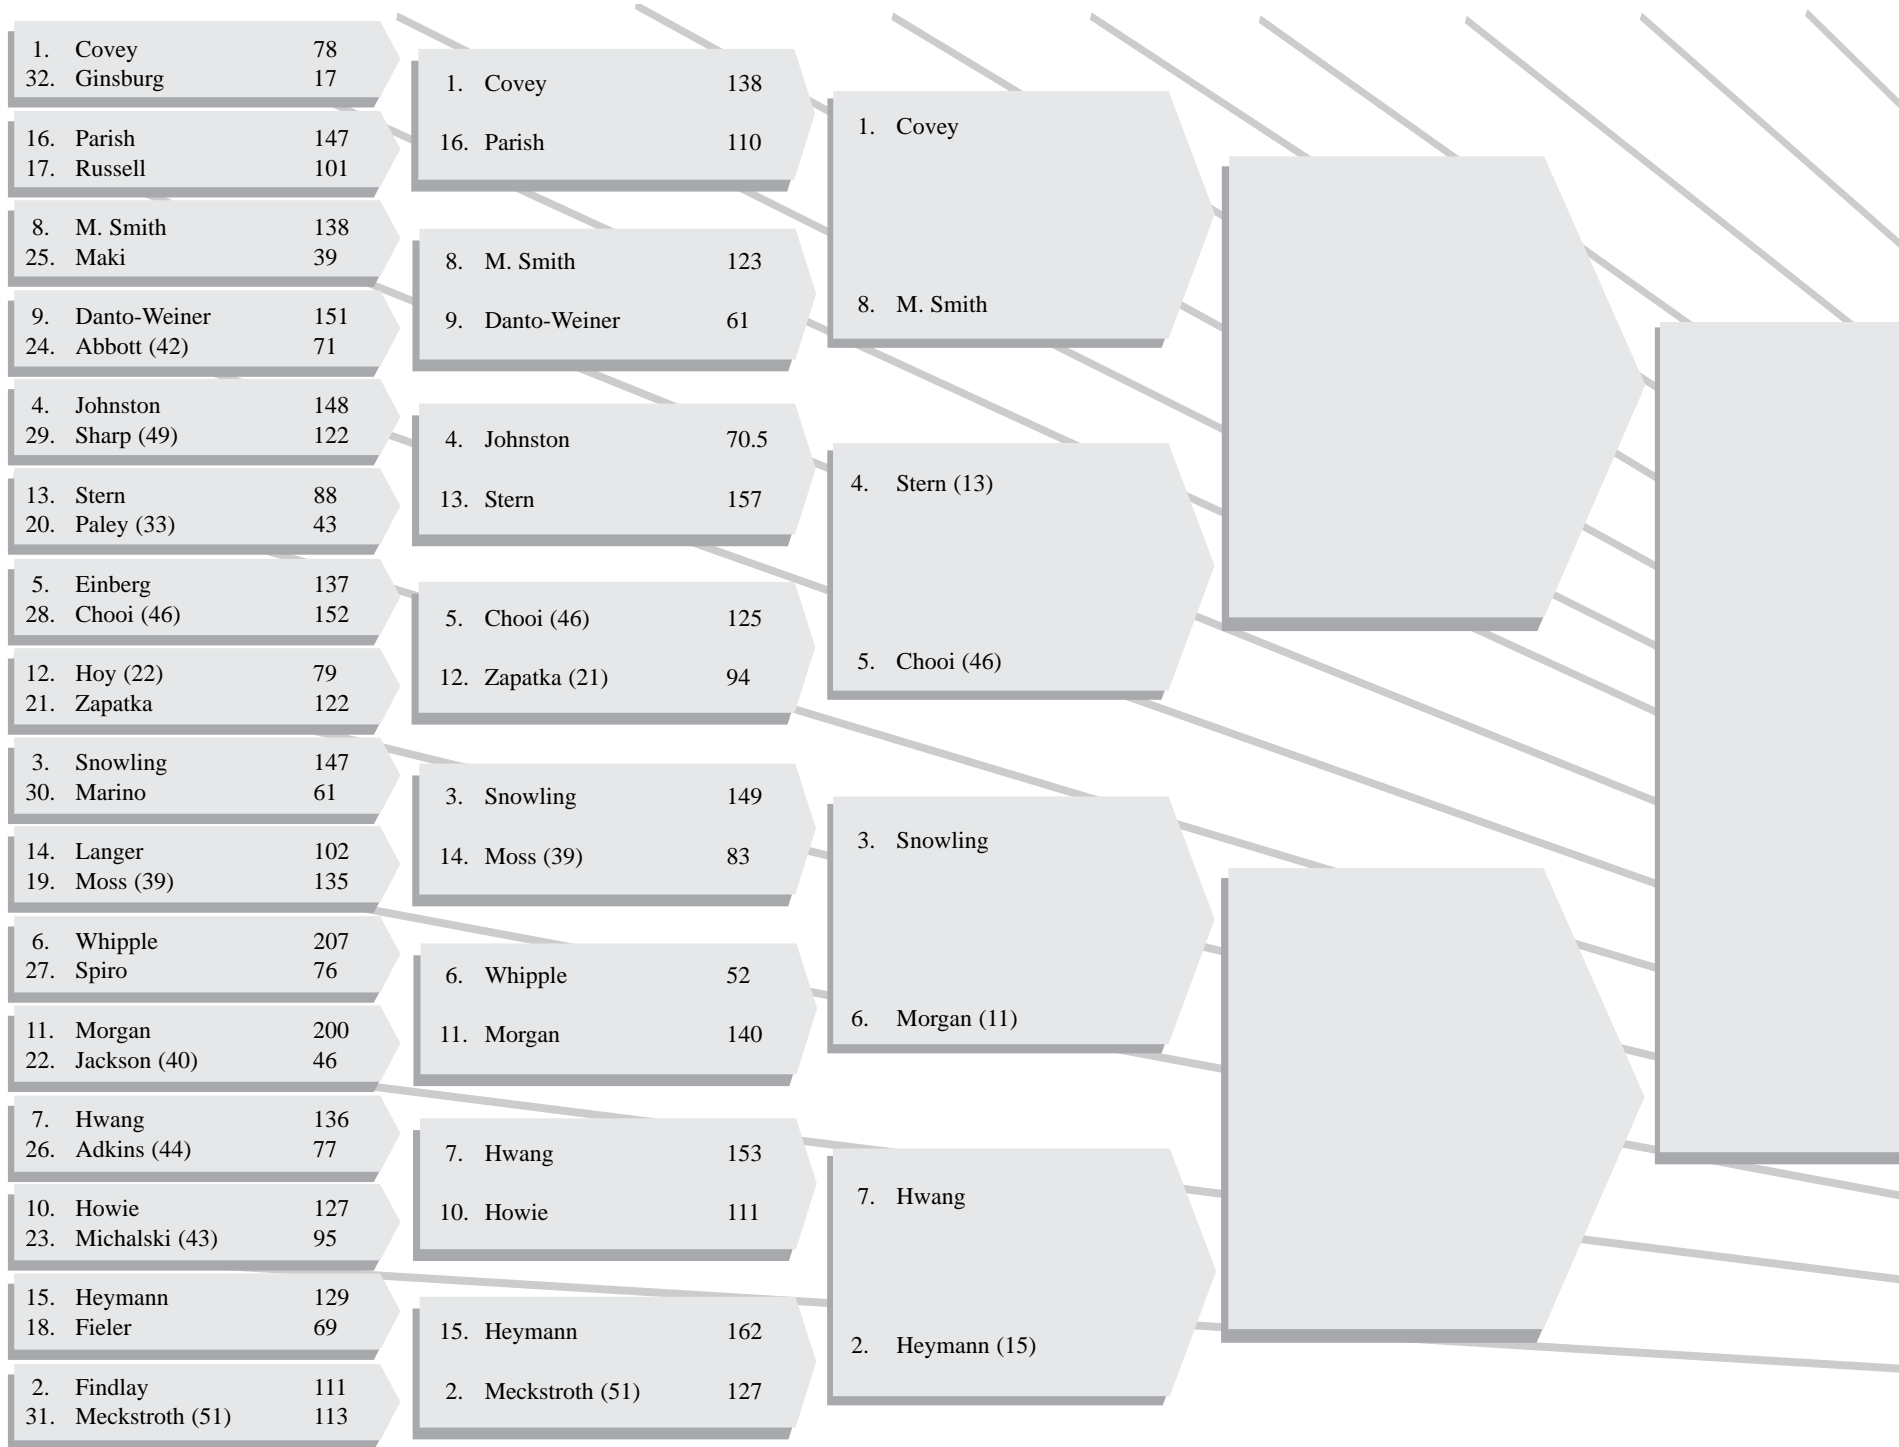 1. Covey 78
32. Ginsburg 17
16. Parish 147
17. Russell 101
8. M. Smith 138
25. Maki 39
9. Danto-Weiner 151
24. Abbott (42) 71
4. Johnston 148
29. Sharp (49) 122
13. Stern 88
20. Paley (33) 43
5. Einberg 137
28. Chooi (46) 152
12. Hoy (22) 79
21. Zapatka 122
3. Snowling 147
30. Marino 61
14. Langer 102
19. Moss (39) 135
6. Whipple 207
27. Spiro 76
11. Morgan 200
22. Jackson (40) 46
7. Hwang 136
26. Adkins (44) 77
10. Howie 127
23. Michalski (43) 95
15. Heymann 129
18. Fieler 69
2. Findlay 111
31. Meckstroth (51) 113
1. Covey 138
16. Parish 110
8. M. Smith 123
9. Danto-Weiner 61
4. Johnston 70.5
13. Stern 157
5. Chooi (46) 125
12. Zapatka (21) 94
3. Snowling 149
14. Moss (39) 83
6. Whipple 52
11. Morgan 140
7. Hwang 153
10. Howie 111
15. Heymann 162
2. Meckstroth (51) 127
1. Covey
8. M. Smith
4. Stern (13)
5. Chooi (46)
3. Snowling
6. Morgan (11)
7. Hwang
2. Heymann (15)